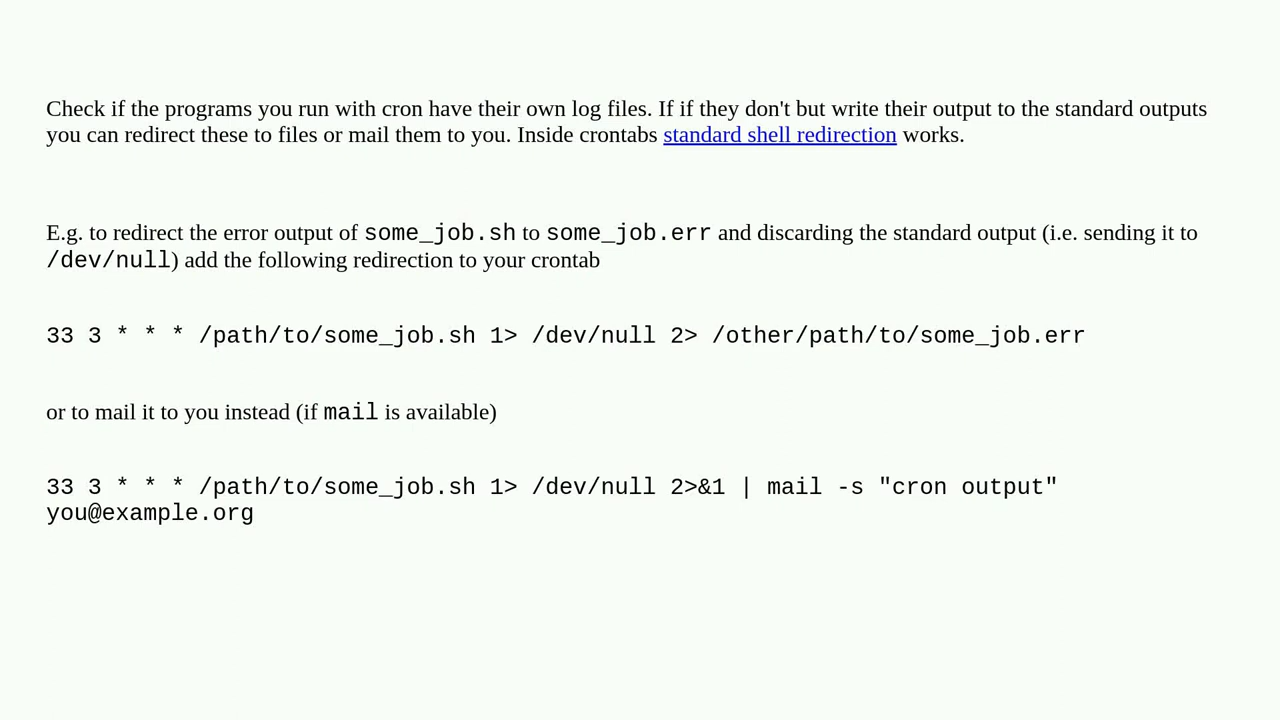 Check if the programs you run with cron have their own log files. If if they don't but write their output to the standard outputs
you can redirect these to files or mail them to you. Inside crontabs standard shell redirection works.
E.g. to redirect the error output of some_job.sh to some_job.err and discarding the standard output (i.e. sending it to
/dev/null) add the following redirection to your crontab
33 3 * * * /path/to/some_job.sh 1> /dev/null 2> /other/path/to/some_job.err
or to mail it to you instead (if mail is available)
33 3 * * * /path/to/some_job.sh 1> /dev/null 2>&1 | mail -s "cron output"
you@example.org